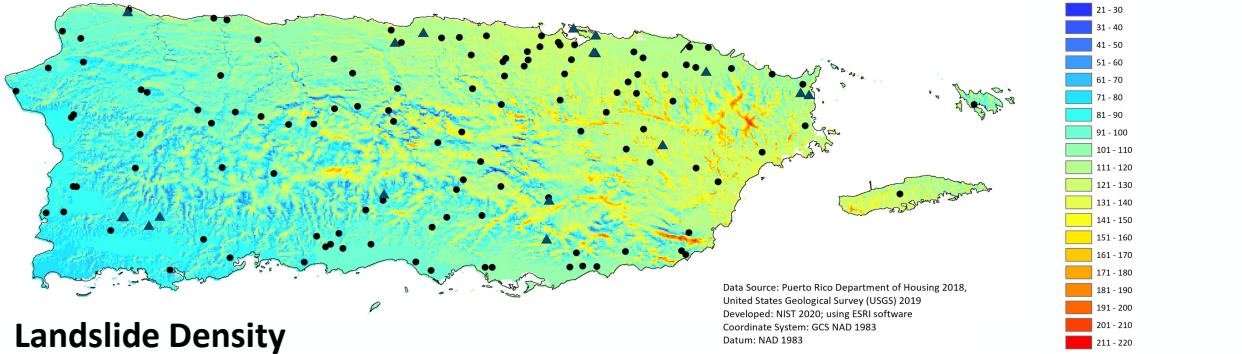 21 - 30
31 - 40
41 - 50
51 - 60
61 - 70
71 - 80
81 - 90
91 - 100
101 - 110
111 - 120
121 - 130
131 - 140
141 - 150
151 - 160
161 - 170
171 - 180
181 - 190
191 - 200
201 - 210
211 - 220
Data Source: Puerto Rico Department of Housing 2018,
United States Geological Survey (USGS) 2019
Developed: NIST 2020; using ESRI software
Coordinate System: GCS NAD 1983
Datum: NAD 1983
Landslide Density